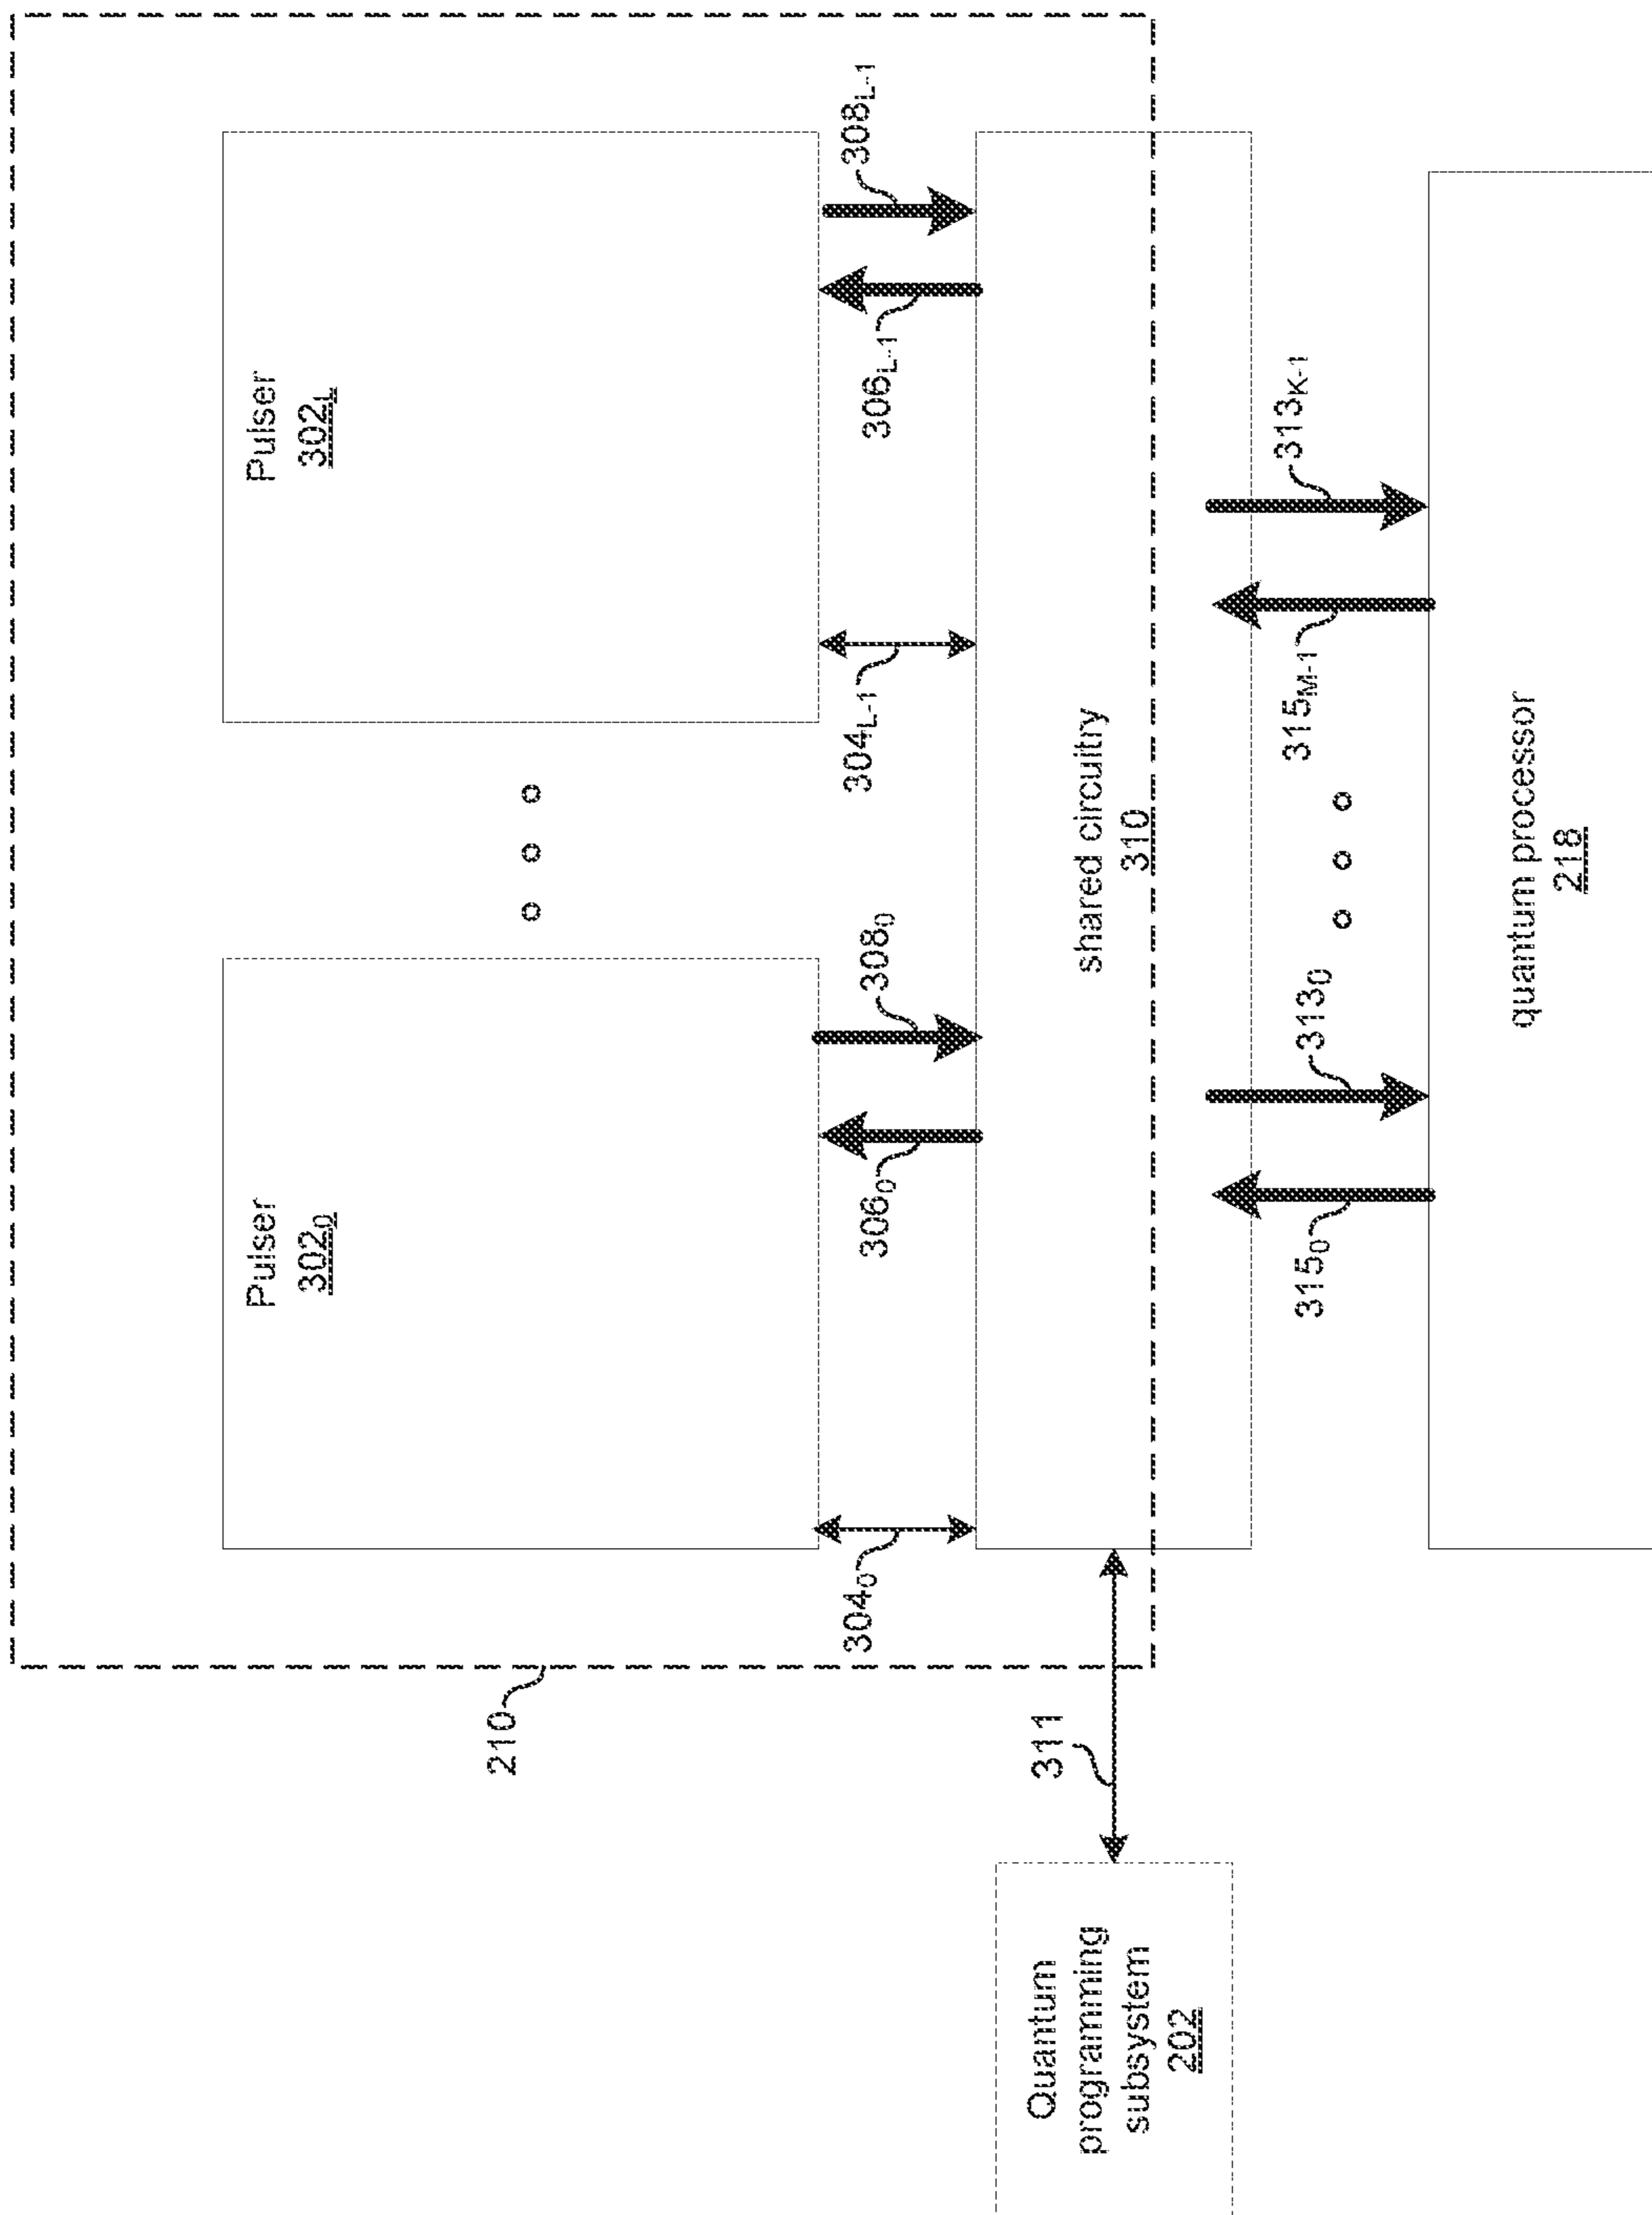 Pulser
302₀
Pulser
302L
210
304₀
306₀
308₀
304L-1
306L-1
308L-1
Quantum
programming
subsystem
202
311
shared circuitry
310
315₀
313₀
315M-1
313K-1
quantum processor
218